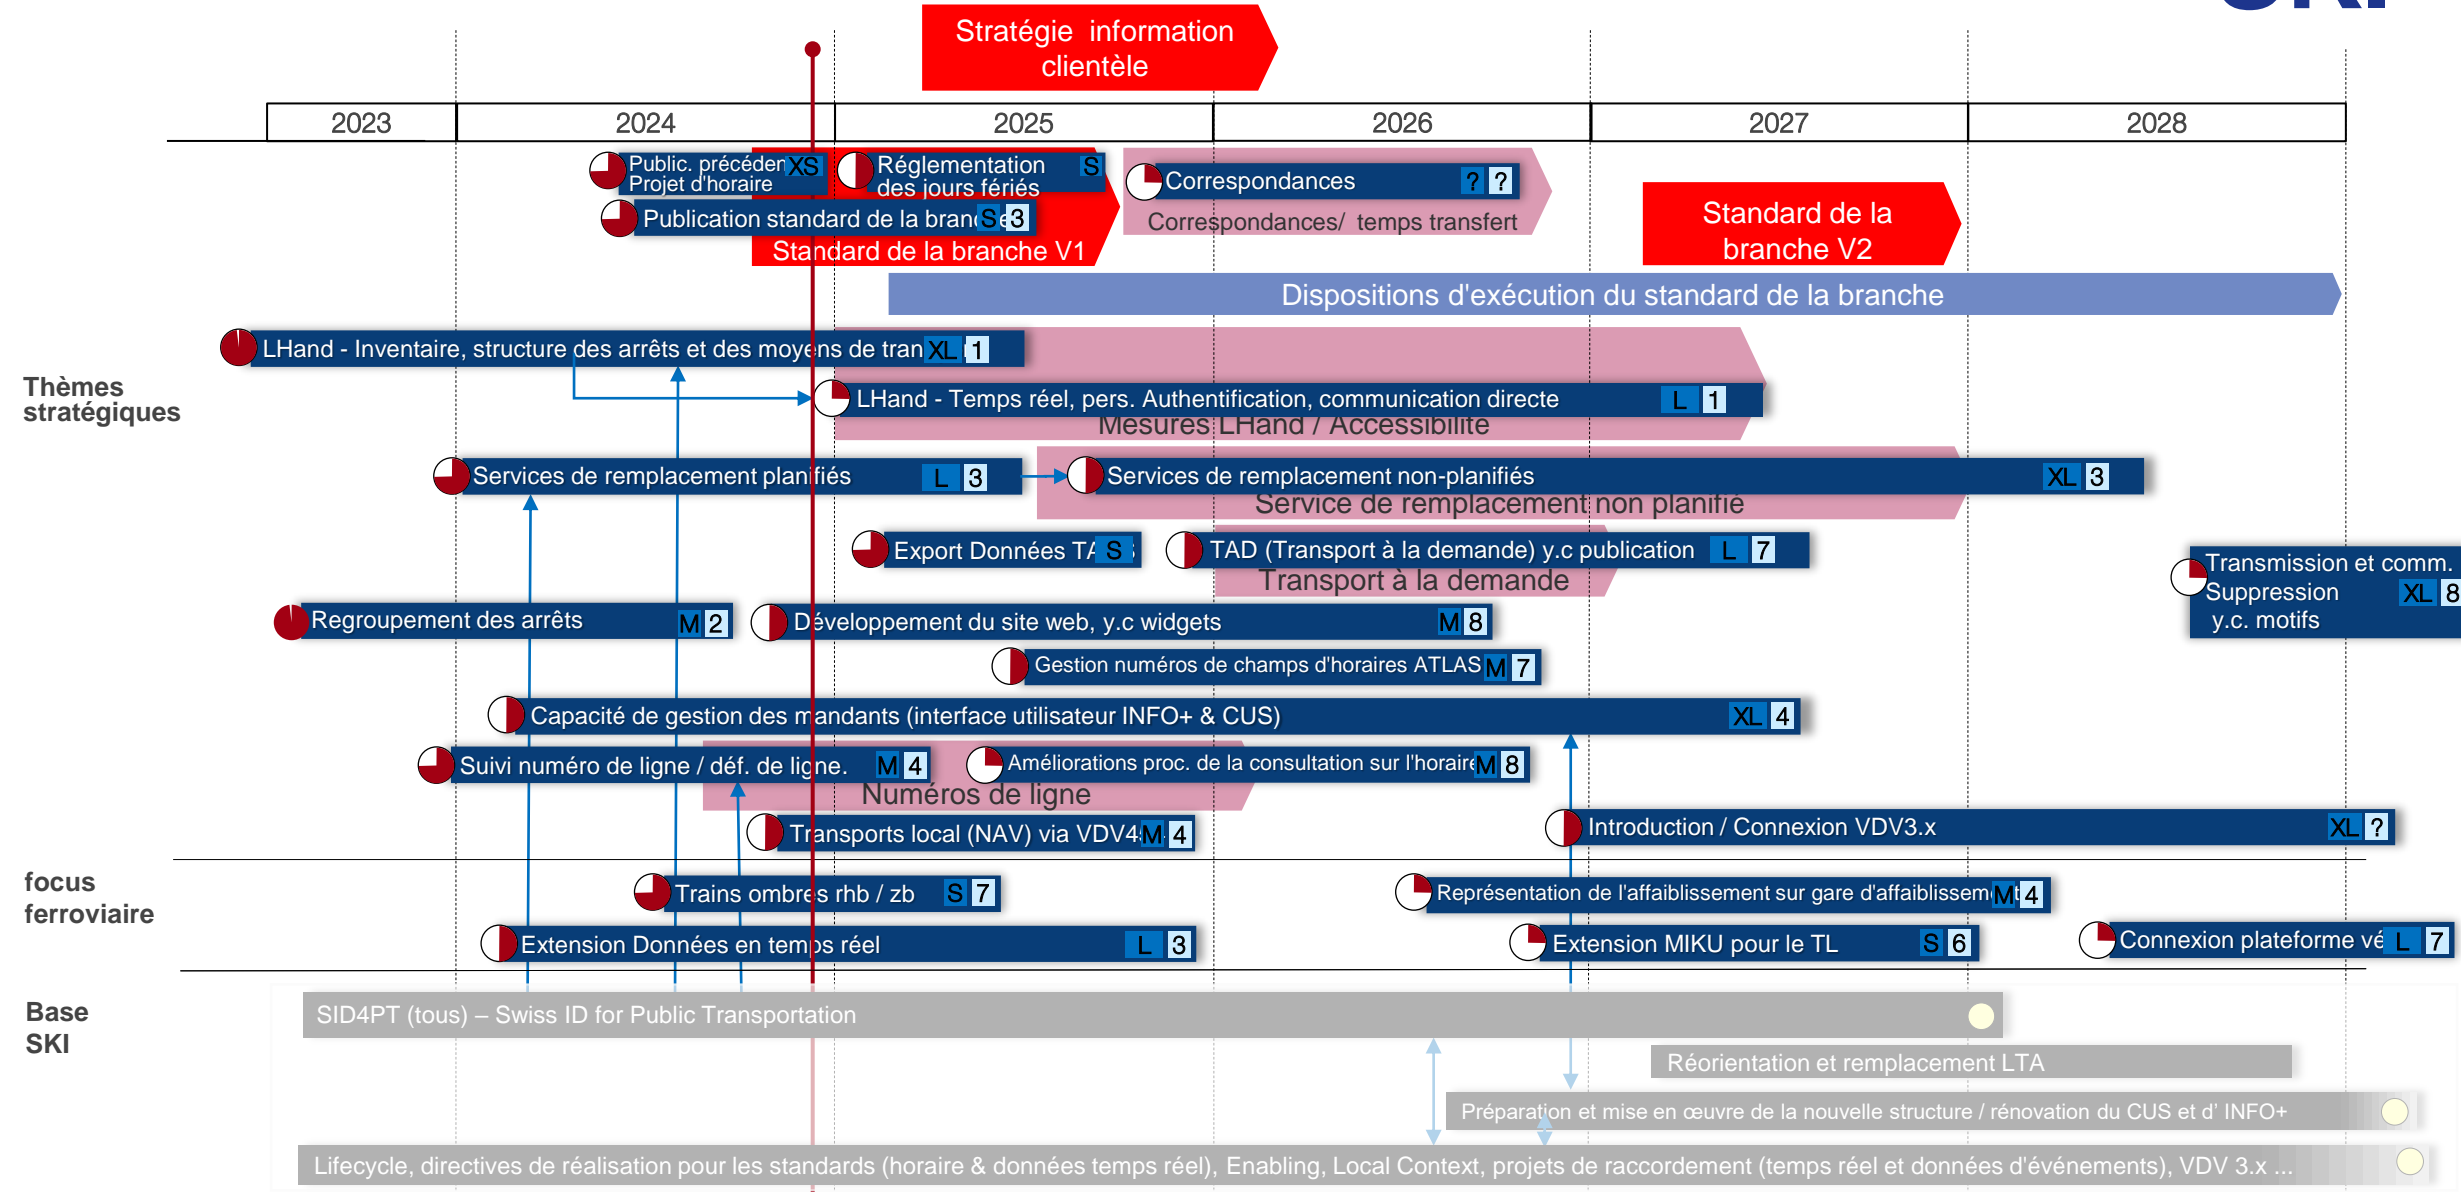 SKI
Stratégie information
clientèle
2023
2024
2025
2026
2027
2028
Public. précéden XS
Projet d'horaire
Réglementation S
des jours fériés
Correspondances ? ?
Publication standard de la branche S 3
Correspondances/ temps transfert
Standard de la
branche V2
Standard de la branche V1
Dispositions d'exécution du standard de la branche
LHand - Inventaire, structure des arrêts et des moyens de tran XL 1
Thèmes
stratégiques
LHand - Temps réel, pers. Authentification, communication directe L 1
Mesures LHand / Accessibilité
Services de remplacement planifiés L 3
Services de remplacement non-planifiés XL 3
Service de remplacement non planifié
Export Données TA S
TAD (Transport à la demande) y.c publication L 7
Transport à la demande
Transmission et comm.
Suppression XL 8
y.c. motifs
Regroupement des arrêts M 2
Développement du site web, y.c widgets M 8
Gestion numéros de champs d'horaires ATLAS M 7
Capacité de gestion des mandants (interface utilisateur INFO+ & CUS) XL 4
Suivi numéro de ligne / déf. de ligne. M 4
Améliorations proc. de la consultation sur l'horaire M 8
Numéros de ligne
Transports local (NAV) via VDV4 M 4
Introduction / Connexion VDV3.x XL ?
focus
ferroviaire
Trains ombres rhb / zb S 7
Représentation de l'affaiblissement sur gare d'affaiblissement M 4
Extension Données en temps réel L 3
Extension MIKU pour le TL S 6
Connexion plateforme vé L 7
Base
SKI
SID4PT (tous) – Swiss ID for Public Transportation
Réorientation et remplacement LTA
Préparation et mise en œuvre de la nouvelle structure / rénovation du CUS et d' INFO+
Lifecycle, directives de réalisation pour les standards (horaire & données temps réel), Enabling, Local Context, projets de raccordement (temps réel et données d'événements), VDV 3.x ...